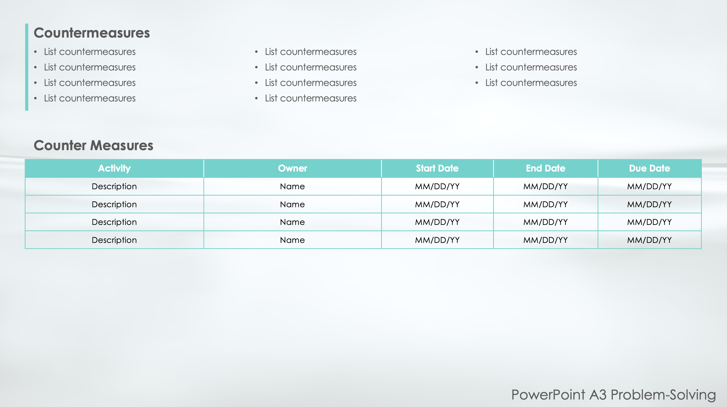 Countermeasures
• List countermeasures
• List countermeasures
• List countermeasures
• List countermeasures
• List countermeasures
• List countermeasures
• List countermeasures
• List countermeasures
• List countermeasures
• List countermeasures
• List countermeasures
Counter Measures
Activity Owner Start Date End Date Due Date
Description Name MM/DD/YY MM/DD/YY MM/DD/YY
Description Name MM/DD/YY MM/DD/YY MM/DD/YY
Description Name MM/DD/YY MM/DD/YY MM/DD/YY
Description Name MM/DD/YY MM/DD/YY MM/DD/YY
PowerPoint A3 Problem-Solving